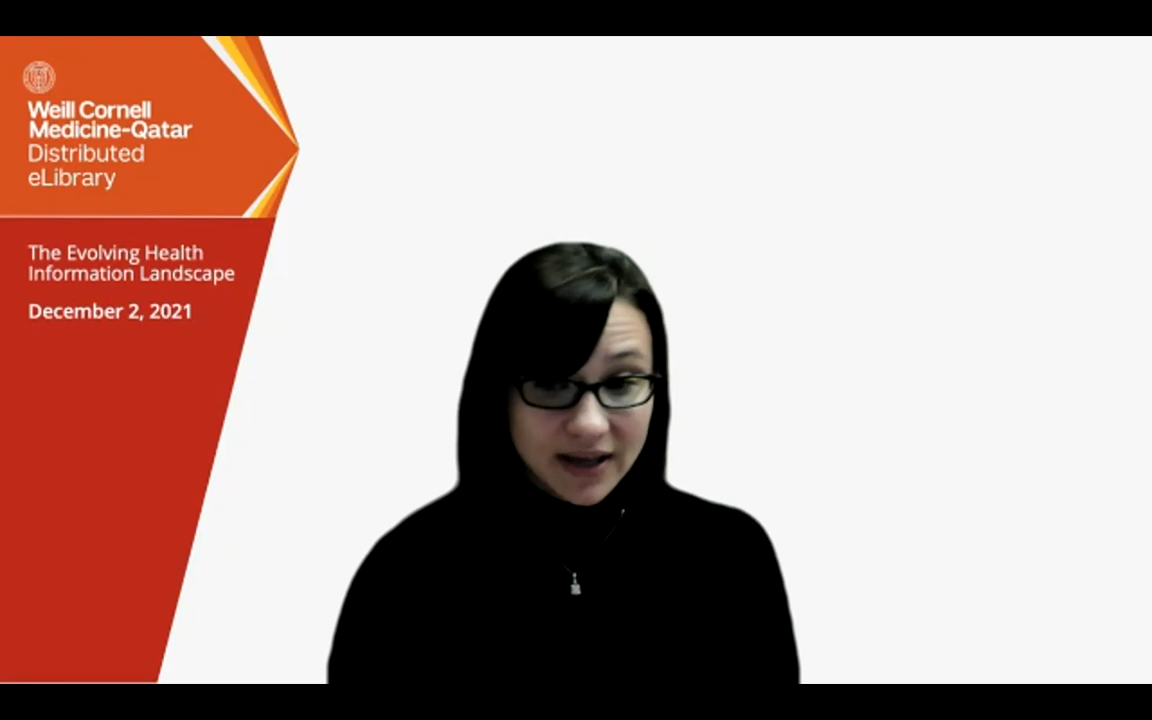 Weill Cornell
Medicine-Qatar
Distributed
eLibrary
The Evolving Health
Information Landscape
December 2, 2021